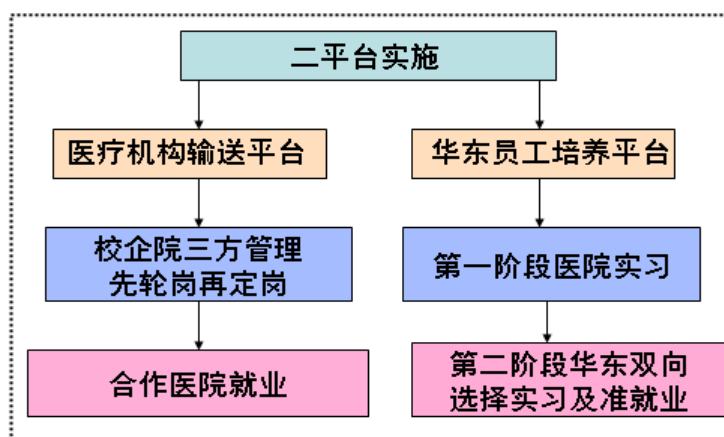 二平台实施
医疗机构输送平台
华东员工培养平台
校企院三方管理
先轮岗再定岗
第一阶段医院实习
合作医院就业
第二阶段华东双向
选择实习及准就业